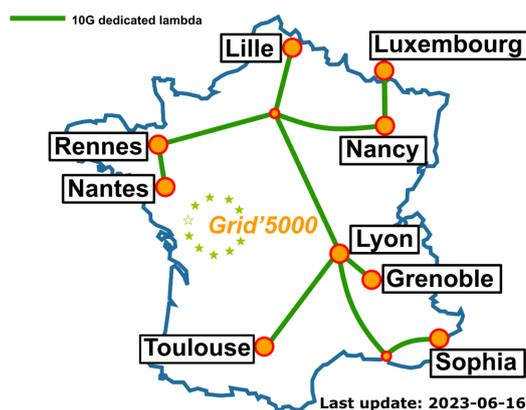 10G dedicated lambda
Lille
Luxembourg
Rennes
Nancy
Nantes
Grid'5000
Lyon
Grenoble
Toulouse
Sophia
Last update: 2023-06-16